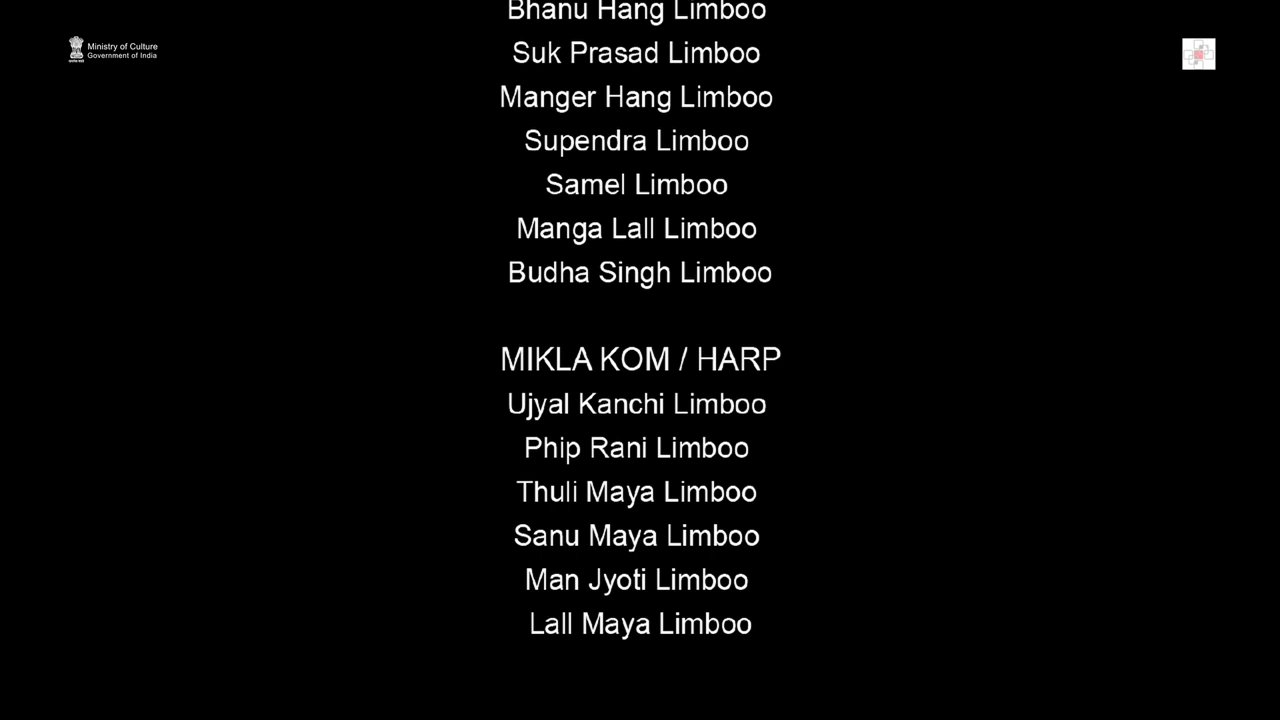 Bhanu Hang Limboo
Ministry of Culture
Government of India
Suk Prasad Limboo
Manger Hang Limboo
Supendra Limboo
Samel Limboo
Manga Lall Limboo
Budha Singh Limboo
MIKLA KOM / HARP
Ujyal Kanchi Limboo
Phip Rani Limboo
Thuli Maya Limboo
Sanu Maya Limboo
Man Jyoti Limboo
Lall Maya Limboo